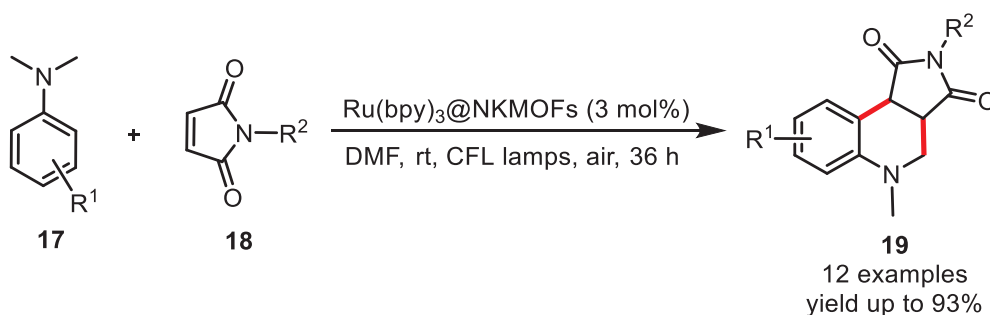 N
R¹
17
+
O
N
R²
O
18
Ru(bpy)₃@NKMOFs (3 mol%)
DMF, rt, CFL lamps, air, 36 h
R²
O
N
O
R¹
N
19
12 examples
yield up to 93%